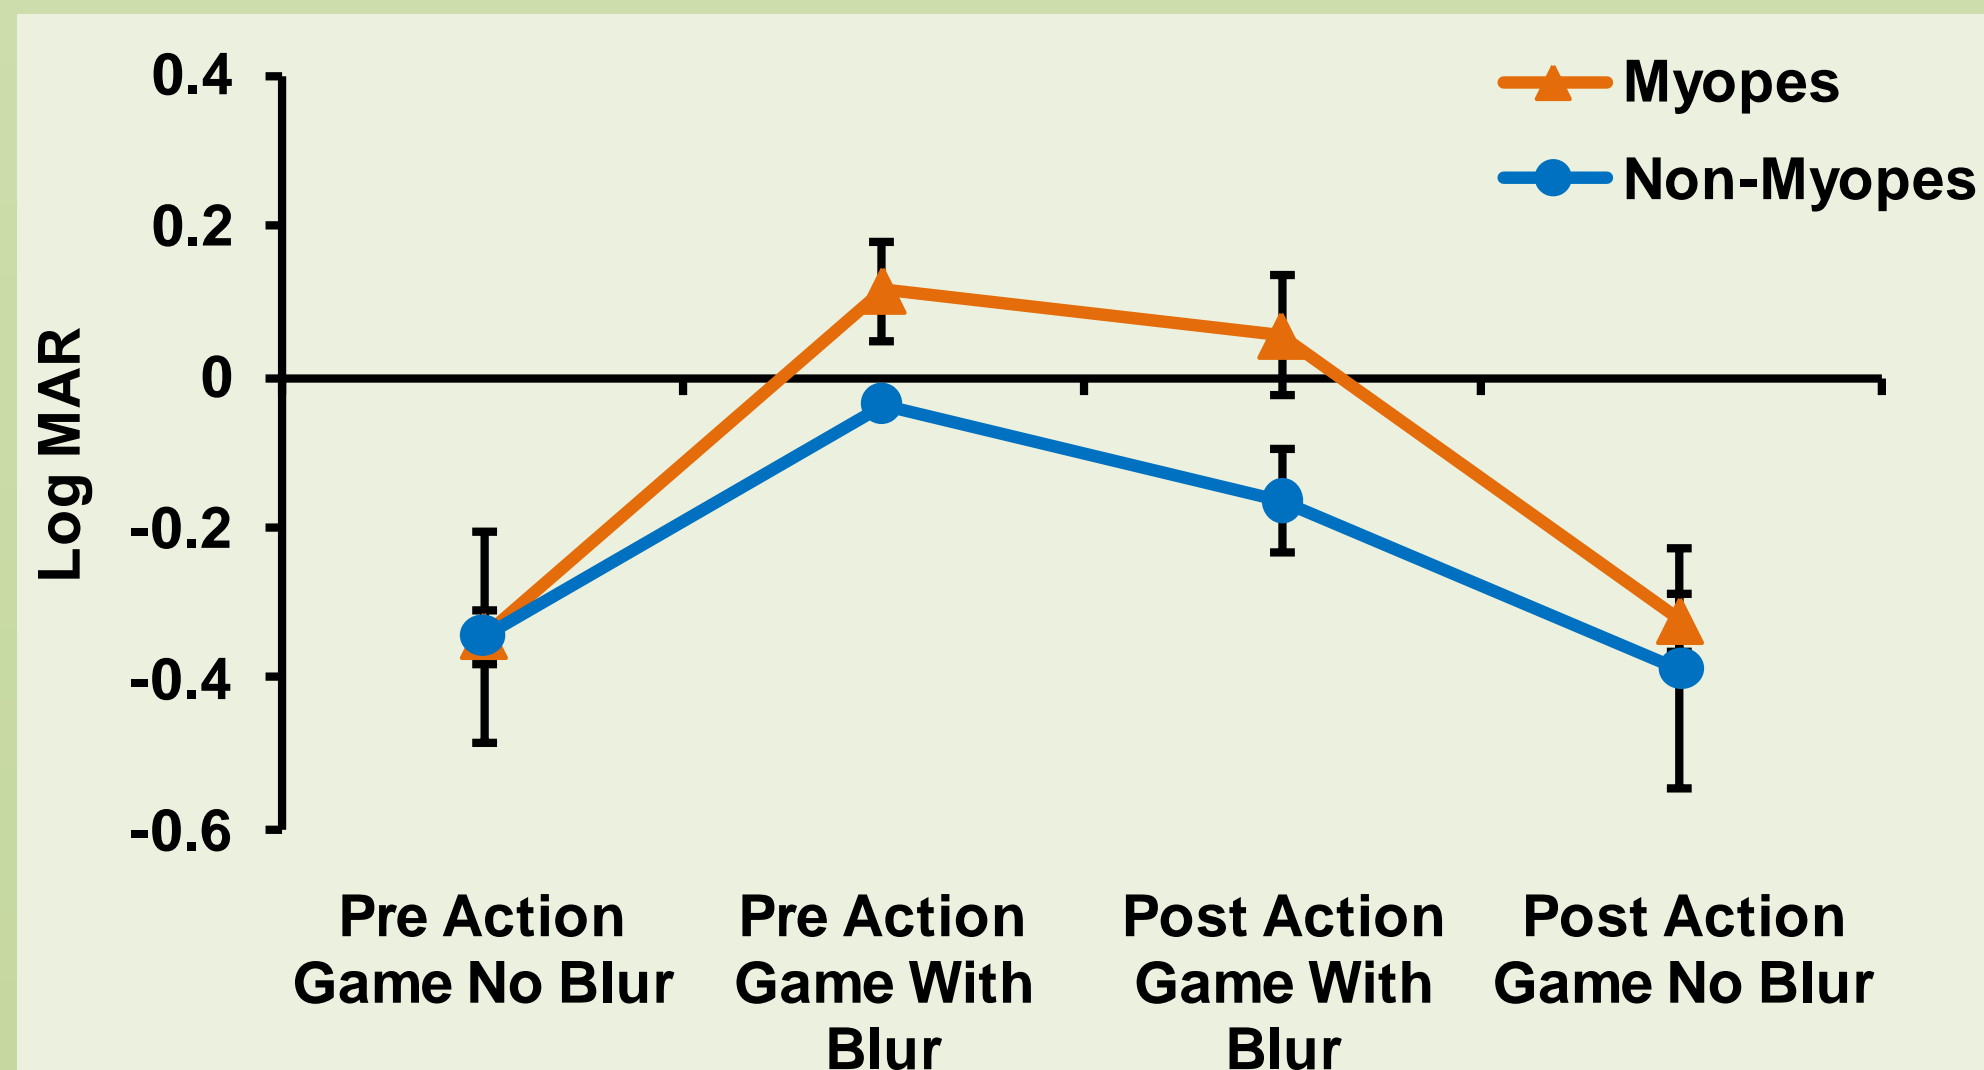 Myopes
Non-Myopes
0.4
0.2
0
-0.2
-0.4
-0.6
Log MAR
Pre Action
Game No Blur
Pre Action
Game With
Blur
Post Action
Game With
Blur
Post Action
Game No Blur